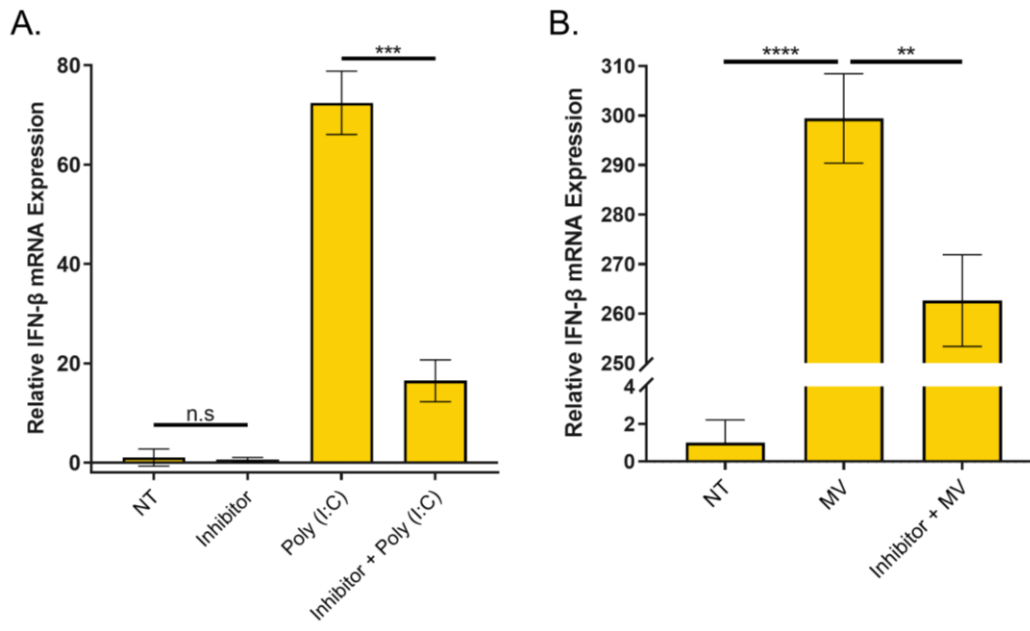 A.
Relative IFN-β mRNA Expression
80
60
40
20
0
***
n.s
NT
Inhibitor
Poly (I:C)
Inhibitor + Poly (I:C)
B.
Relative IFN-β mRNA Expression
310
300
290
280
270
260
250
4
2
0
****
**
NT
MV
Inhibitor + MV